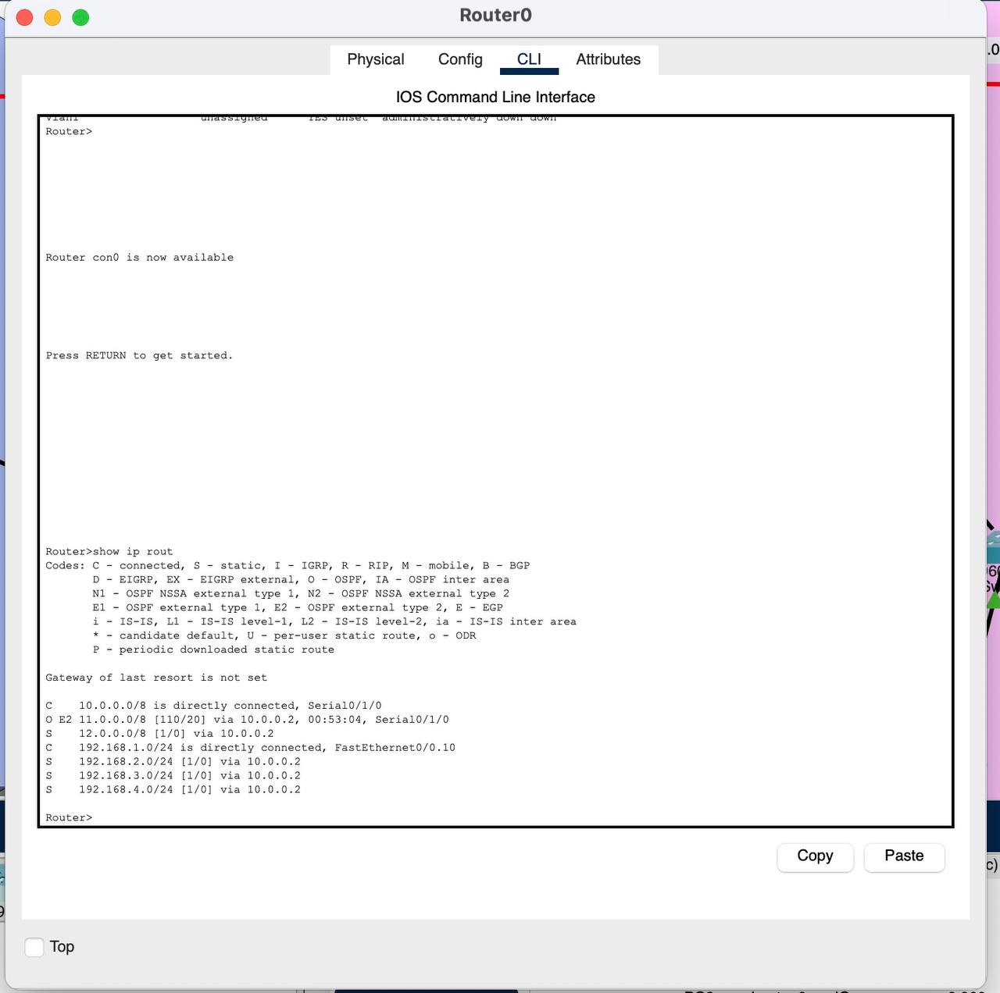 Router0
Physical Config CLI Attributes
IOS Command Line Interface
Vlan1 unassigned YES unset administratively down down
Router>
Router con0 is now available
Press RETURN to get started.
Router>show ip rout
Codes: C - connected, S - static, I - IGRP, R - RIP, M - mobile, B - BGP
D - EIGRP, EX - EIGRP external, O - OSPF, IA - OSPF inter area
N1 - OSPF NSSA external type 1, N2 - OSPF NSSA external type 2
E1 - OSPF external type 1, E2 - OSPF external type 2, E - EGP
i - IS-IS, L1 - IS-IS level-1, L2 - IS-IS level-2, ia - IS-IS inter area
* - candidate default, U - per-user static route, o - ODR
P - periodic downloaded static route
Gateway of last resort is not set
C 10.0.0.0/8 is directly connected, Serial0/1/0
O E2 11.0.0.0/8 [110/20] via 10.0.0.2, 00:53:04, Serial0/1/0
S 12.0.0.0/8 [1/0] via 10.0.0.2
C 192.168.1.0/24 is directly connected, FastEthernet0/0.10
S 192.168.2.0/24 [1/0] via 10.0.0.2
S 192.168.3.0/24 [1/0] via 10.0.0.2
S 192.168.4.0/24 [1/0] via 10.0.0.2
Router>
Copy Paste
Top